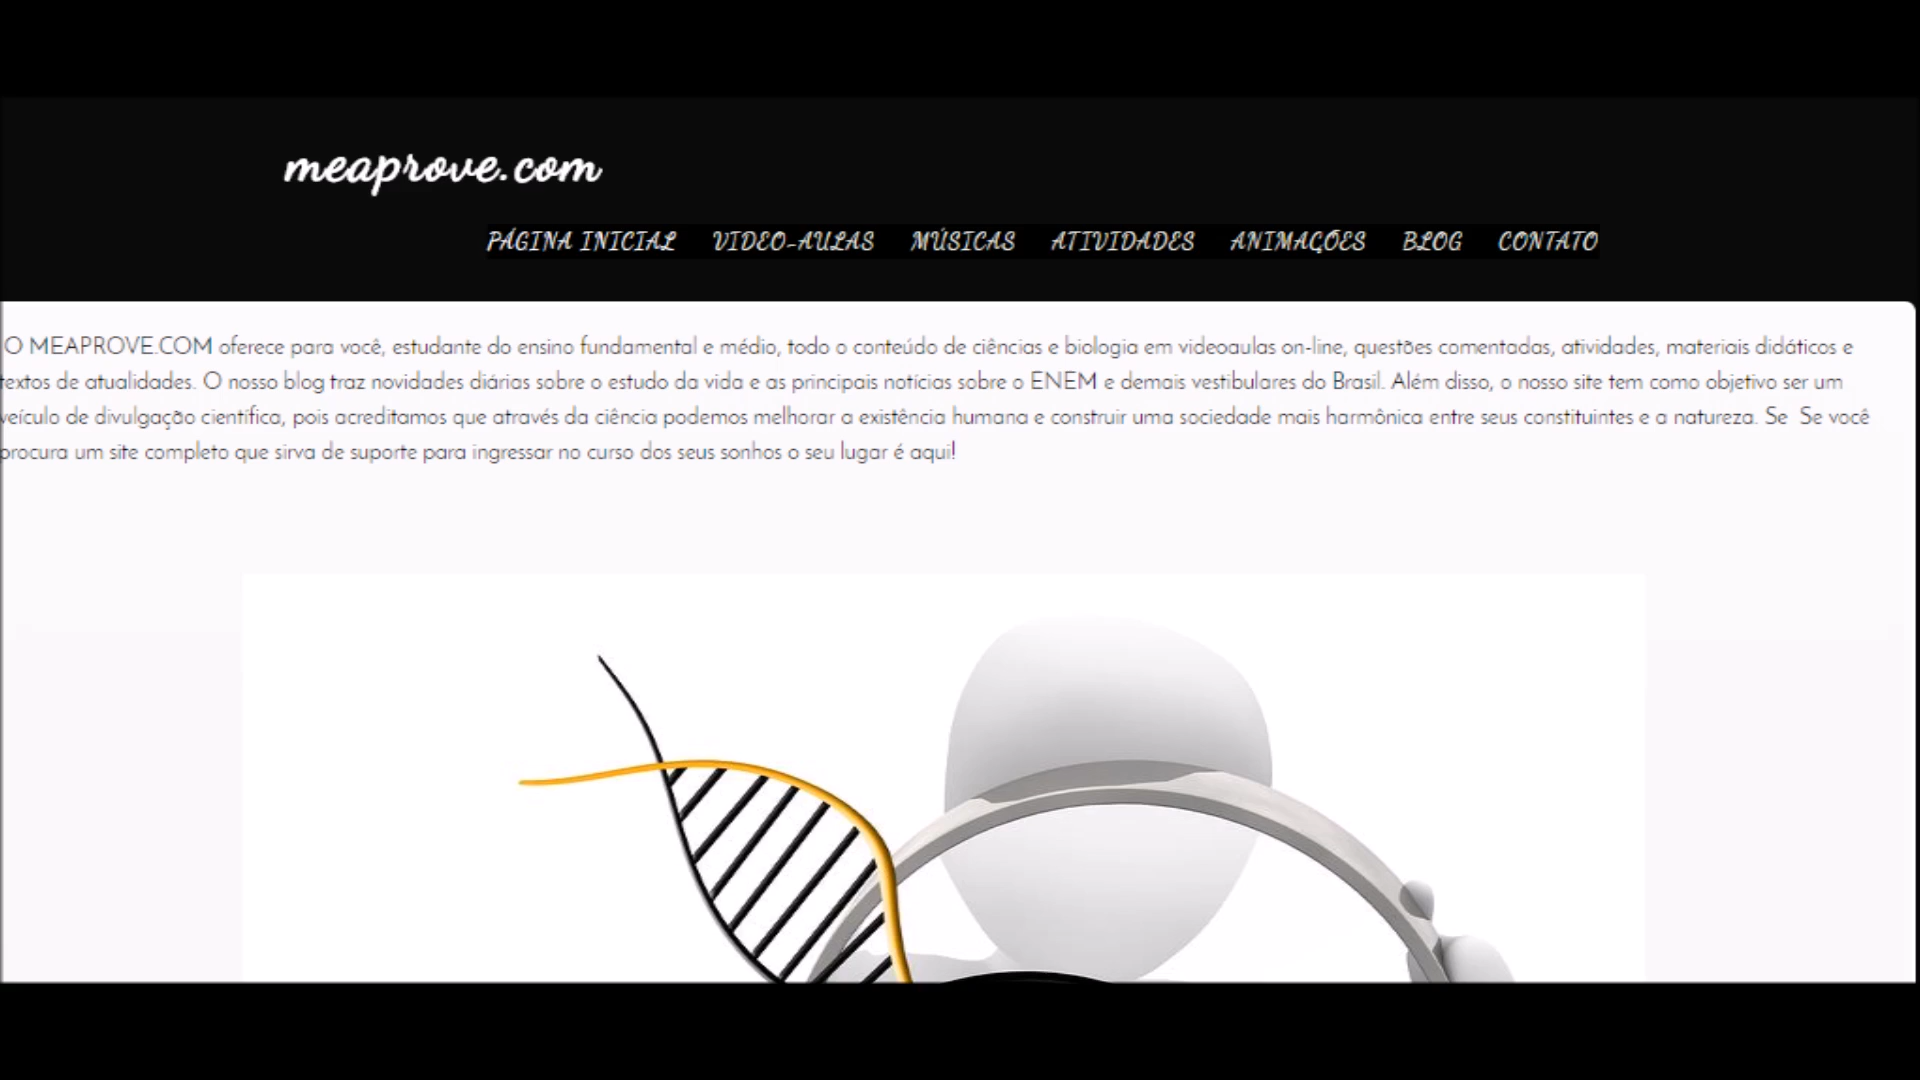 meaprove.com
PÁGINA INICIAL VIDEO-AULAS MÚSICAS ATIVIDADES ANIMAÇÕES BLOG CONTATO
O MEAPROVE.COM oferece para você, estudante do ensino fundamental e médio, todo o conteúdo de ciências e biologia em videoaulas on-line, questões comentadas, atividades, materiais didáticos e
textos de atualidades. O nosso blog traz novidades diárias sobre o estudo da vida e as principais notícias sobre o ENEM e demais vestibulares do Brasil. Além disso, o nosso site tem como objetivo ser um
veículo de divulgação científica, pois acreditamos que através da ciência podemos melhorar a existência humana e construir uma sociedade mais harmônica entre seus constituintes e a natureza. Se  Se você
procura um site completo que sirva de suporte para ingressar no curso dos seus sonhos o seu lugar é aqui!